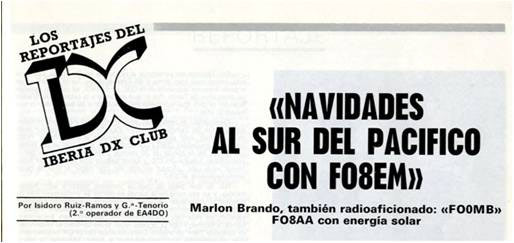 LOS
REPORTAJES DEL
DX
IBERIA DX CLUB
Por Isidoro Ruiz-Ramos y G.ª-Tenorio
(2.º operador de EA4DO)
«NAVIDADES
AL SUR DEL PACIFICO
CON FO8EM»
Marlon Brando, también radioaficionado: «FO0MB»
FO8AA con energía solar